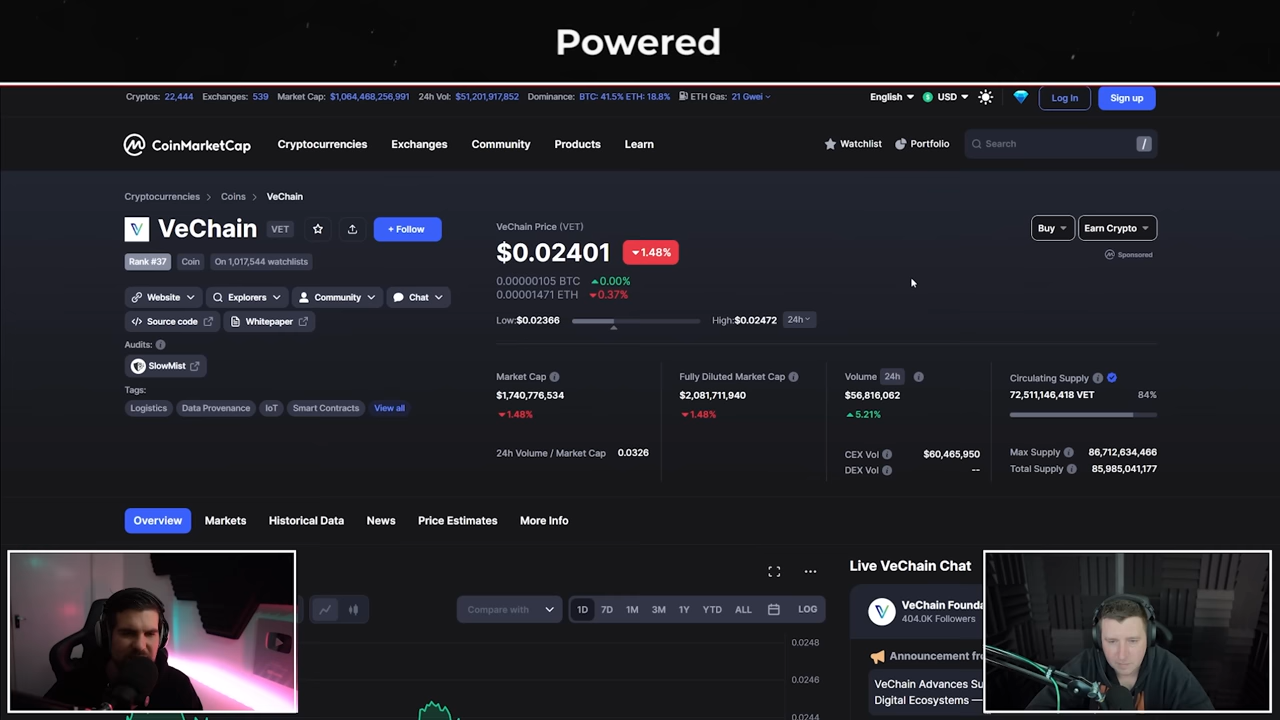 Powered
Cryptos: 22,444 Exchanges: 539 Market Cap: $1,064,468,256,991 24h Vol: $51,201,917,852 Dominance: BTC: 41.5% ETH: 18.8% ETH Gas: 21 Gwei
English USD Log In Sign up
CoinMarketCap Cryptocurrencies Exchanges Community Products Learn
Watchlist Portfolio Search /
Cryptocurrencies Coins VeChain
VeChain VET + Follow
Rank #37 Coin On 1,017,544 watchlists
Website Explorers Community Chat
Source code Whitepaper
Audits:
SlowMist
Tags:
Logistics Data Provenance IoT Smart Contracts View all
VeChain Price (VET)
$0.02401 1.48%
0.00000105 BTC 0.00%
0.00001471 ETH 0.37%
Low:$0.02366 High:$0.02472 24h
Buy Earn Crypto
Sponsored
Market Cap
$1,740,776,534
1.48%
24h Volume / Market Cap 0.0326
Fully Diluted Market Cap
$2,081,711,940
1.48%
Volume 24h
$56,816,062
5.21%
CEX Vol $60,465,950
DEX Vol --
Circulating Supply
72,511,146,418 VET 84%
Max Supply 86,712,634,466
Total Supply 85,985,041,177
Overview Markets Historical Data News Price Estimates More Info
Compare with 1D 7D 1M 3M 1Y YTD ALL LOG
0.0248
0.0246
0.0244
Live VeChain Chat
VeChain Founda
404.0K Followers
Announcement fr
VeChain Advances Su
Digital Ecosystems —